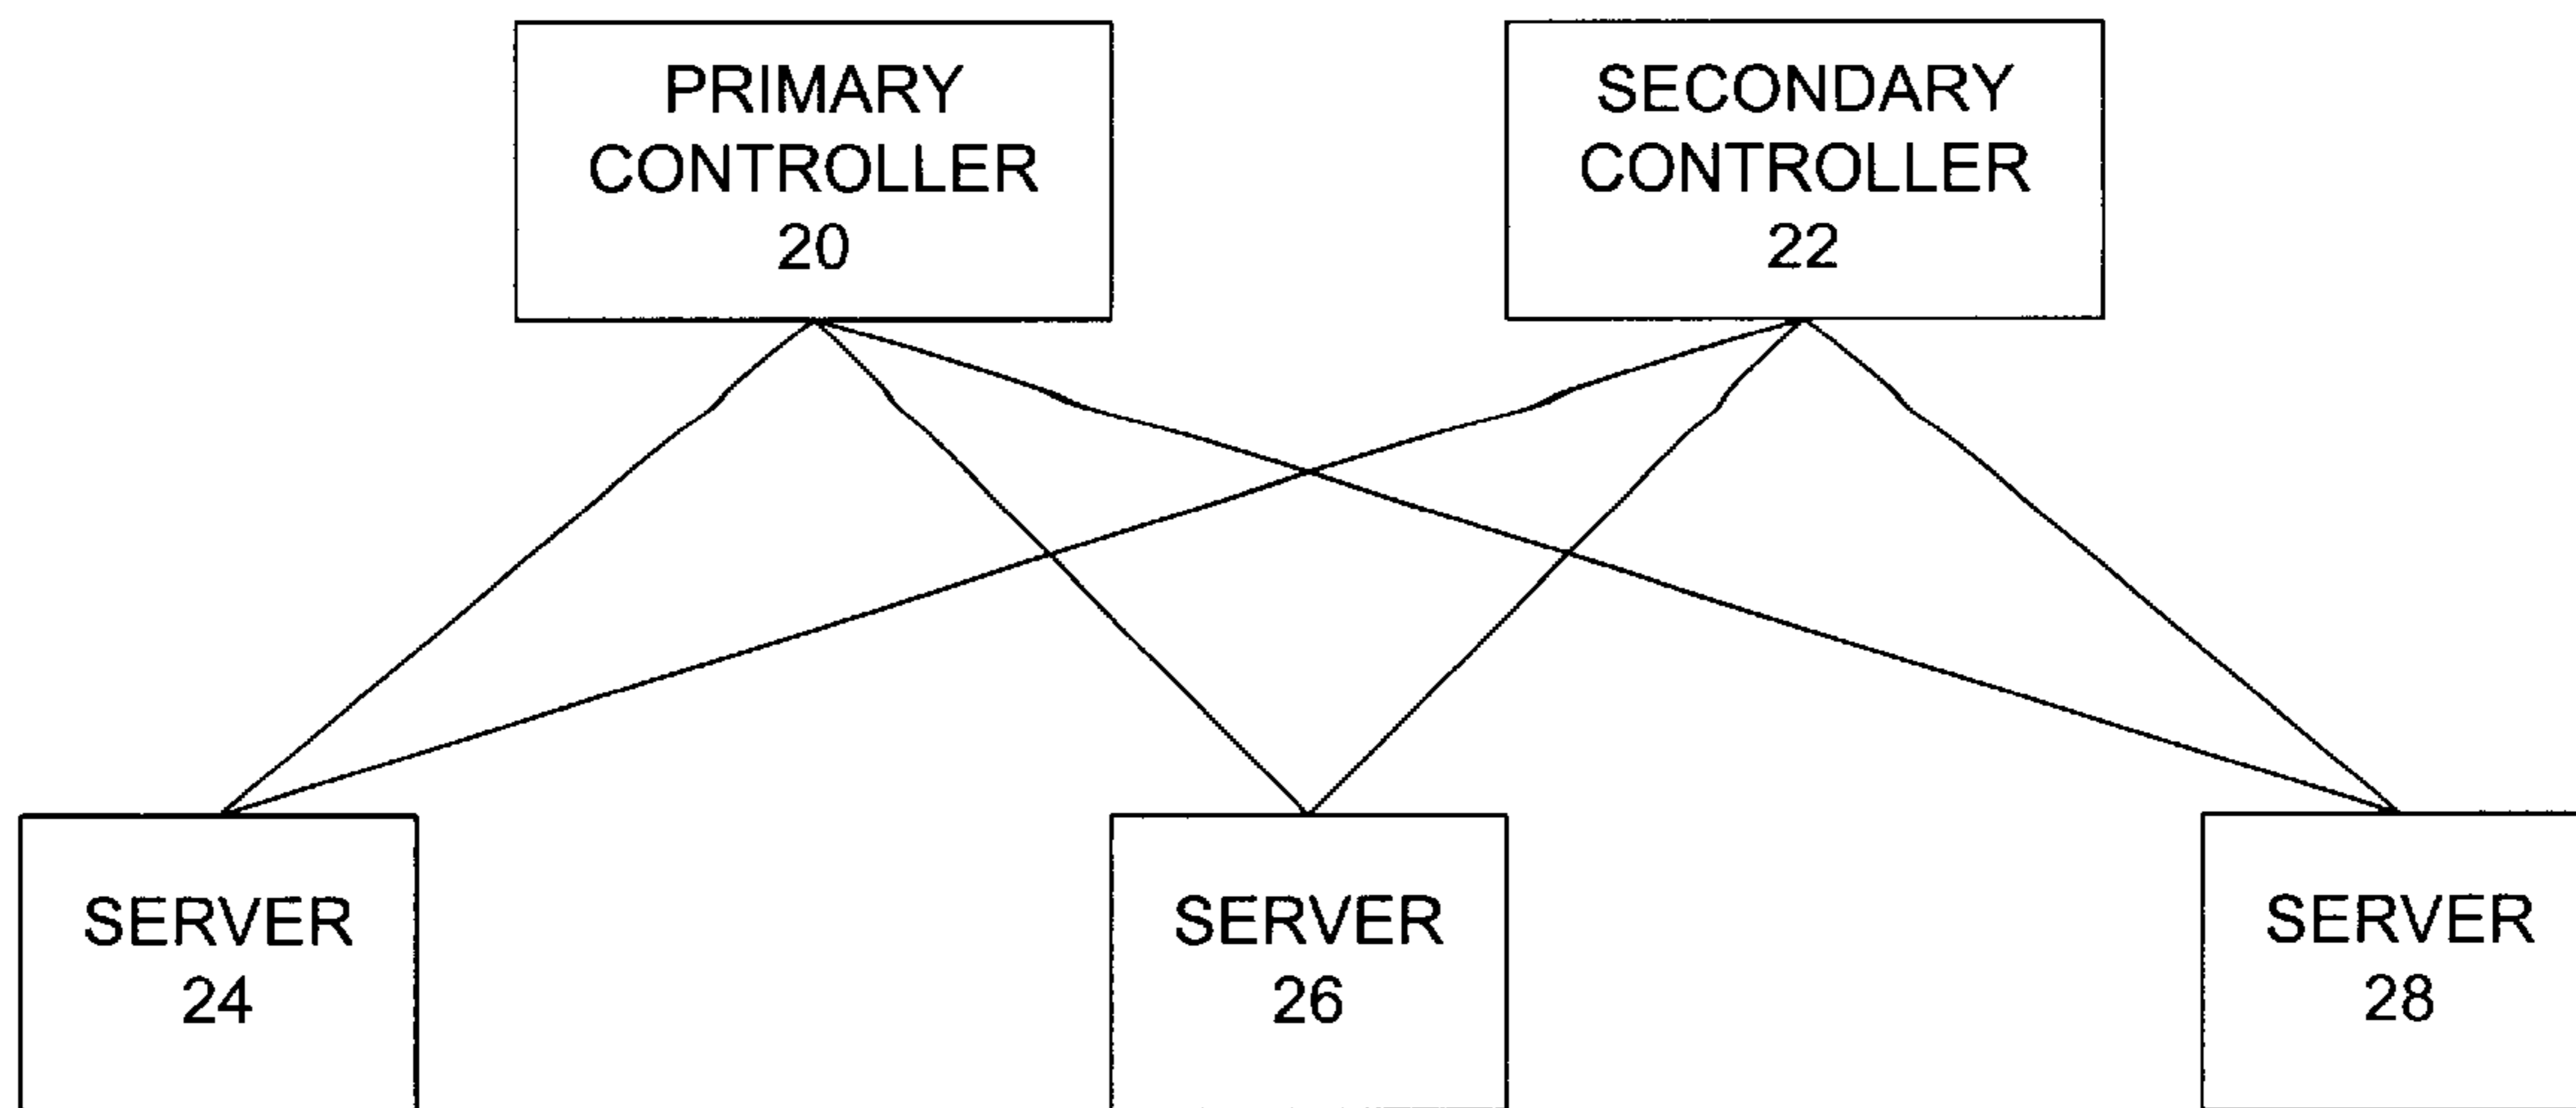 PRIMARY
CONTROLLER
20
SECONDARY
CONTROLLER
22
SERVER
24
SERVER
26
SERVER
28